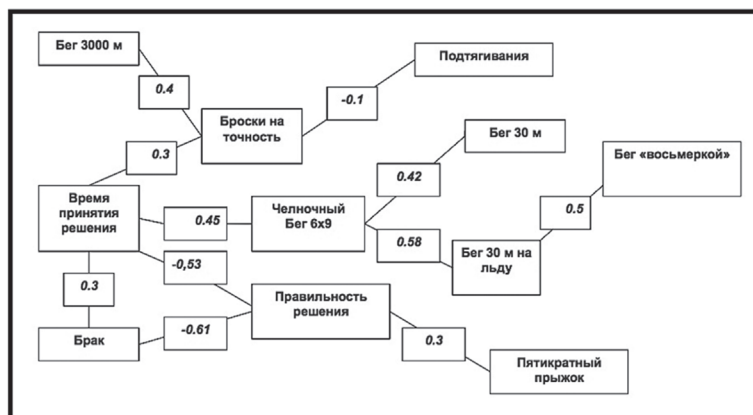 Бег 3000 м
Подтягивания
0.4
-0.1
Броски на
точность
Бег 30 м
0.3
Бег «восьмеркой»
0.42
Время
принятия
решения
0.45
Челночный
Бег 6х9
0.5
0.58
Бег 30 м на
льду
-0,53
0.3
Правильность
решения
Брак
-0.61
0.3
Пятикратный
прыжок